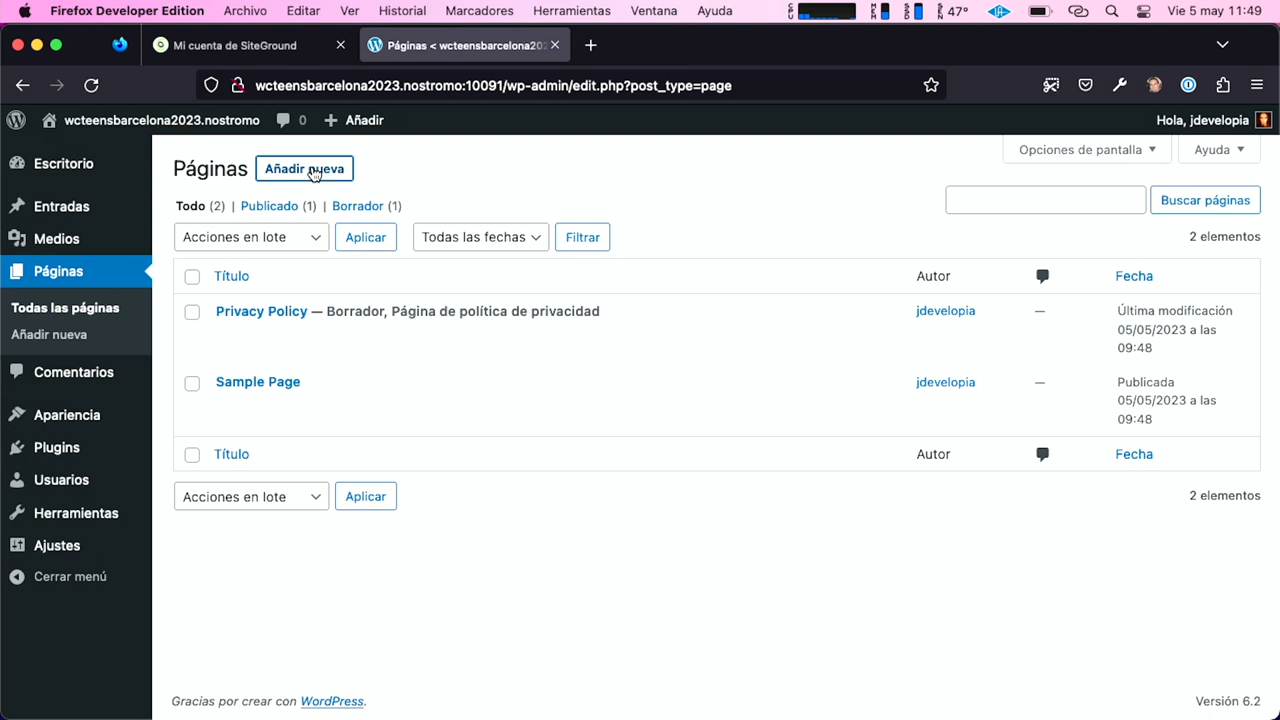 Firefox Developer Edition Archivo Editar Ver Historial Marcadores Herramientas Ventana Ayuda 47° Vie 5 may 11:49
Mi cuenta de SiteGround
Páginas < wcteensbarcelona202
wcteensbarcelona2023.nostromo:10091/wp-admin/edit.php?post_type=page
wcteensbarcelona2023.nostromo 0 Añadir Hola, jdevelopia
Escritorio
Entradas
Medios
Páginas
Todas las páginas
Añadir nueva
Comentarios
Apariencia
Plugins
Usuarios
Herramientas
Ajustes
Cerrar menú
Opciones de pantalla Ayuda
Páginas Añadir nueva
Todo (2) | Publicado (1) | Borrador (1)
Buscar páginas
Acciones en lote Aplicar Todas las fechas Filtrar 2 elementos
Título Autor Fecha
Privacy Policy — Borrador, Página de política de privacidad jdevelopia — Última modificación
05/05/2023 a las
09:48
Sample Page jdevelopia — Publicada
05/05/2023 a las
09:48
Título Autor Fecha
Acciones en lote Aplicar 2 elementos
Gracias por crear con WordPress. Versión 6.2